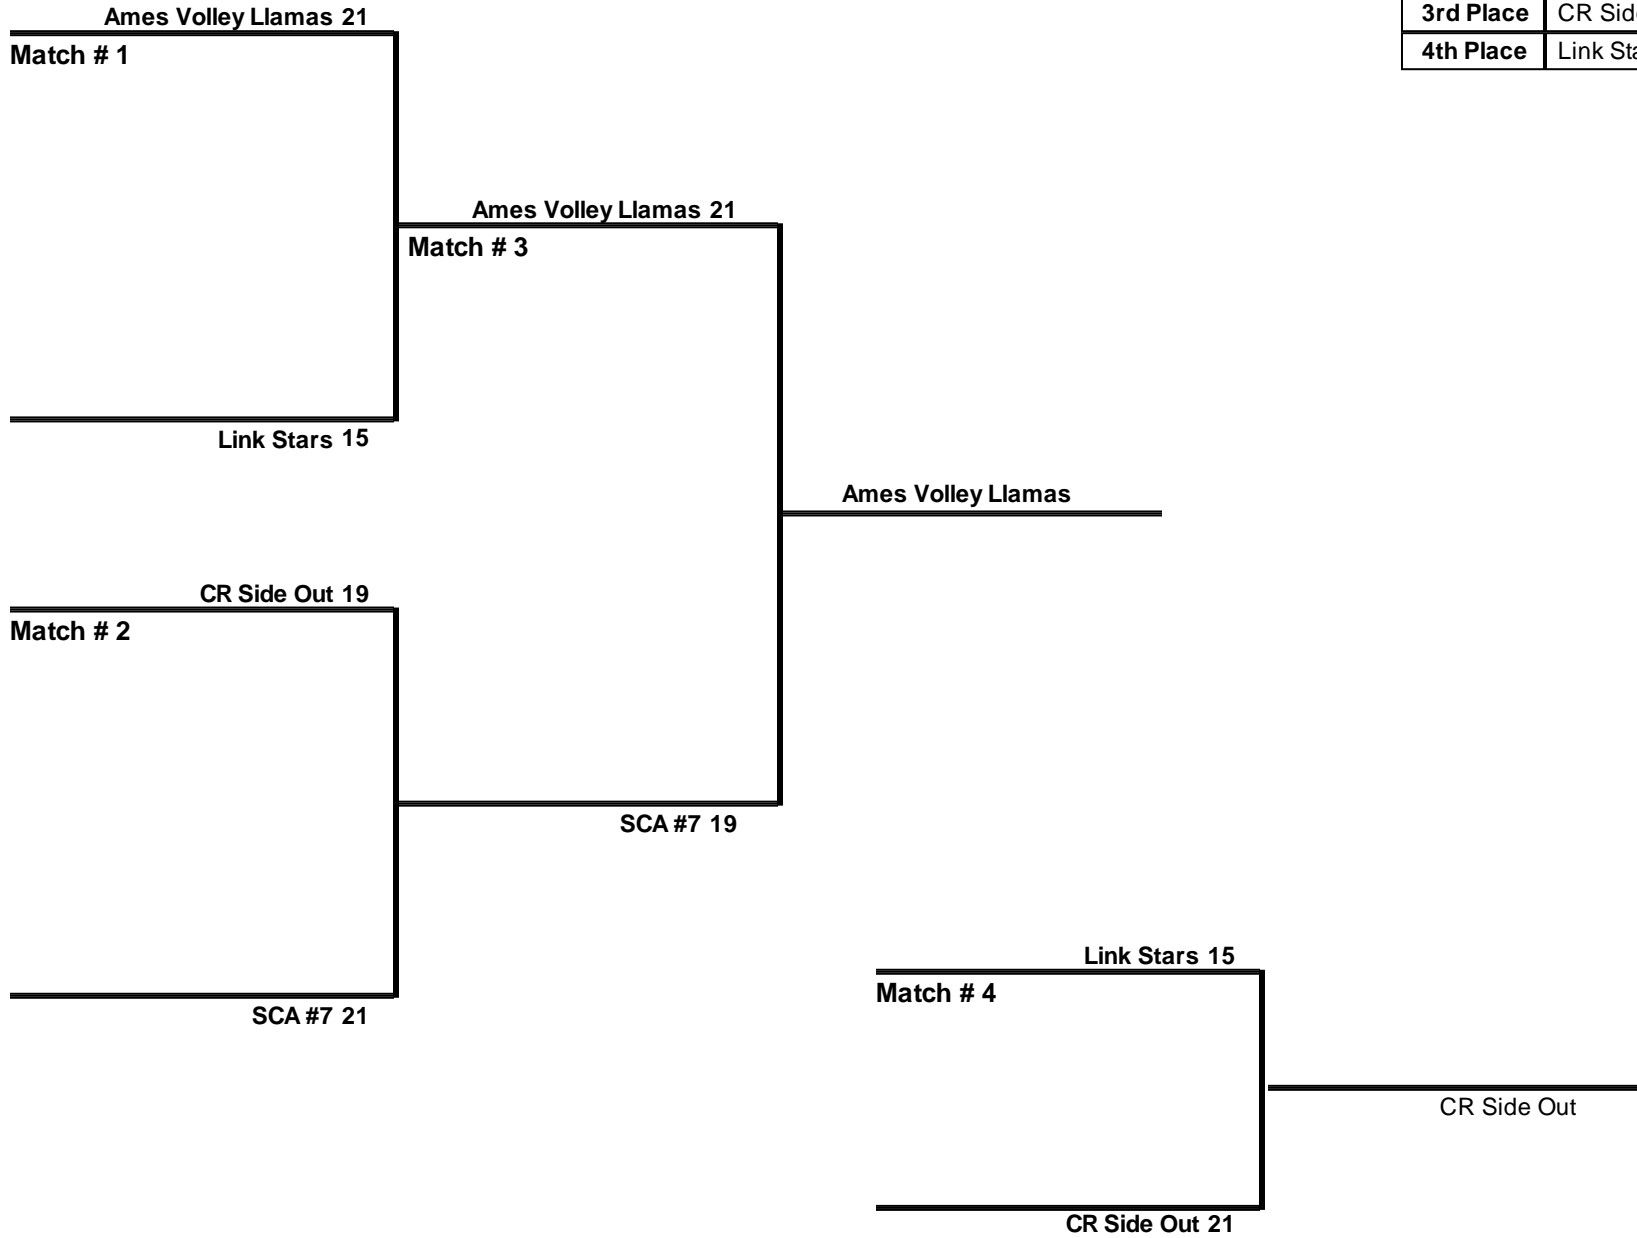 Ames Volley Llamas 21
3rd Place CR
Match # 1
4th Place Link
Ames Volley Llamas 21
Match # 3
Link Stars 15
Ames Volley Llamas
CR Side Out 19
Match # 2
SCA #7 19
Link Stars 15
Match # 4
SCA #7 21
CR Side Out
CR Side Out 21